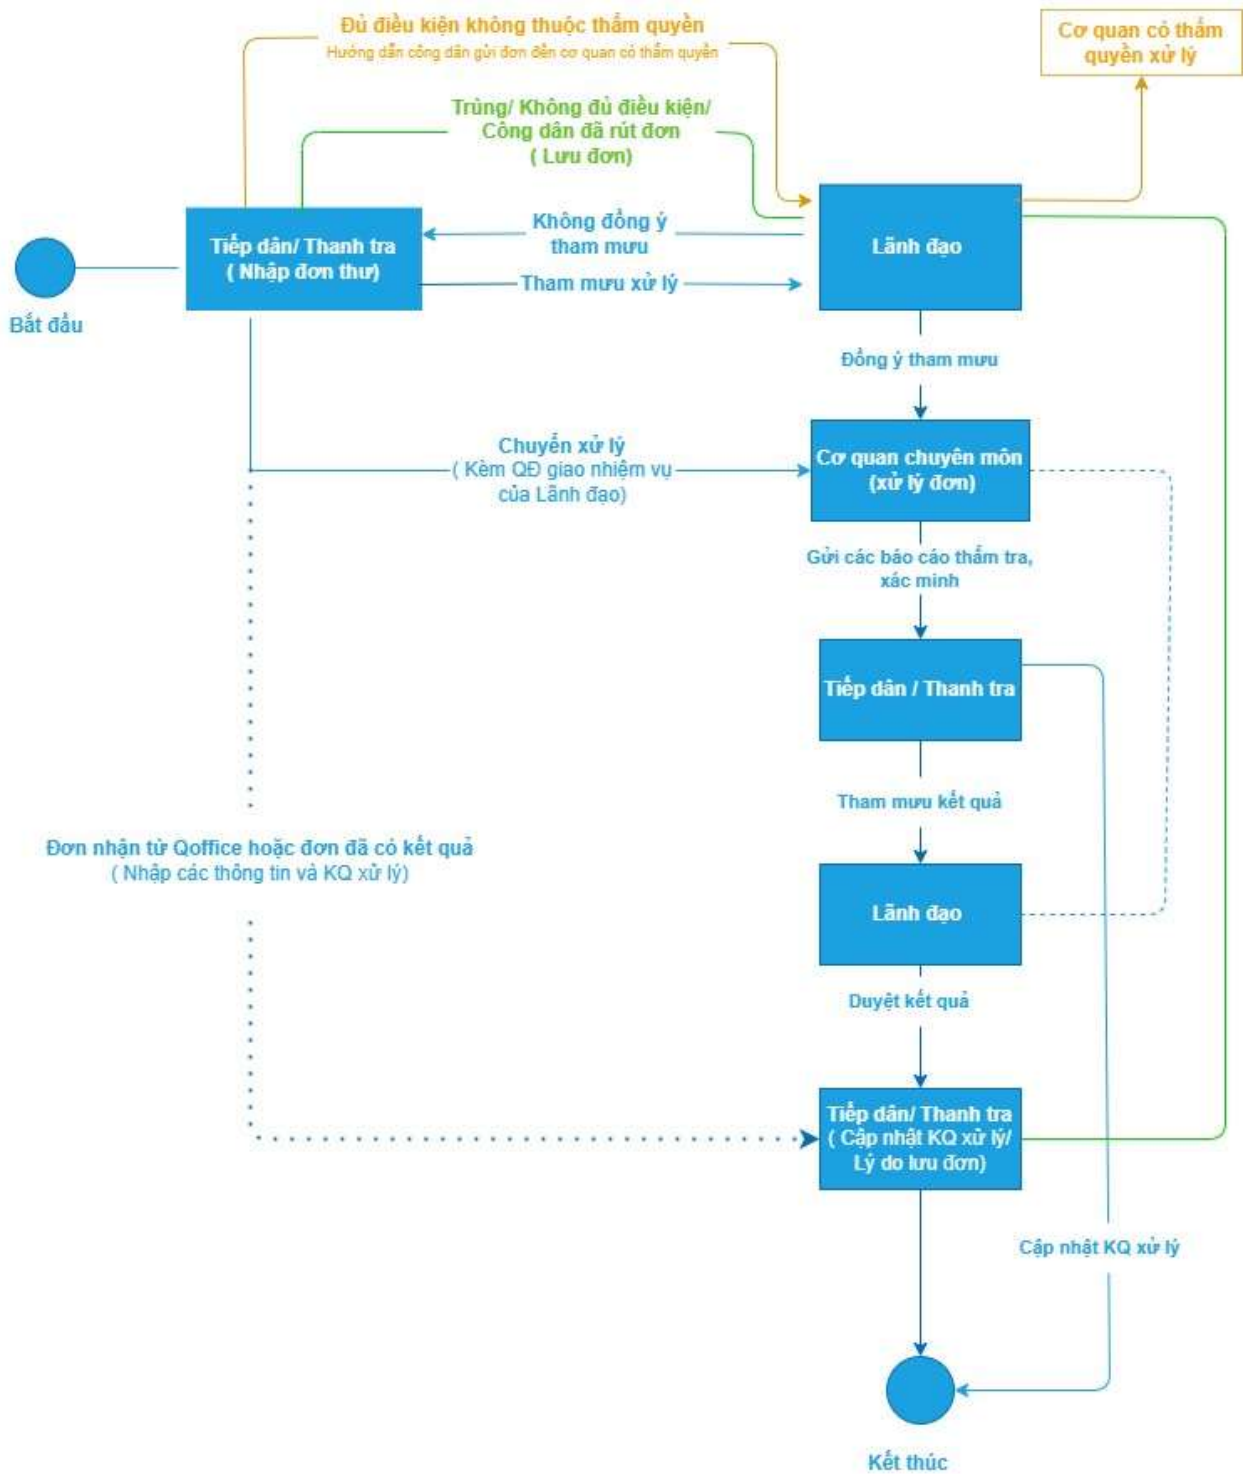 Đủ điều kiện không thuộc thẩm quyền
Hướng dẫn công dân gửi đơn đến cơ quan có thẩm quyền
Cơ quan có thẩm
quyền xử lý
Trùng/ Không đủ điều kiện/
Công dân đã rút đơn
( Lưu đơn)
Tiếp dân/ Thanh tra
( Nhập đơn thư)
Không đồng ý
tham mưu
Lãnh đạo
Tham mưu xử lý
Bắt đầu
Đồng ý tham mưu
Chuyển xử lý
( Kèm QĐ giao nhiệm vụ
của Lãnh đạo)
Cơ quan chuyên môn
(xử lý đơn)
Gửi các báo cáo thẩm tra,
xác minh
Tiếp dân / Thanh tra
Tham mưu kết quả
Đơn nhận từ Qoffice hoặc đơn đã có kết quả
( Nhập các thông tin và KQ xử lý)
Lãnh đạo
Duyệt kết quả
Tiếp dân/ Thanh tra
( Cập nhật KQ xử lý/
Lý do lưu đơn)
Cập nhật KQ xử lý
Kết thúc